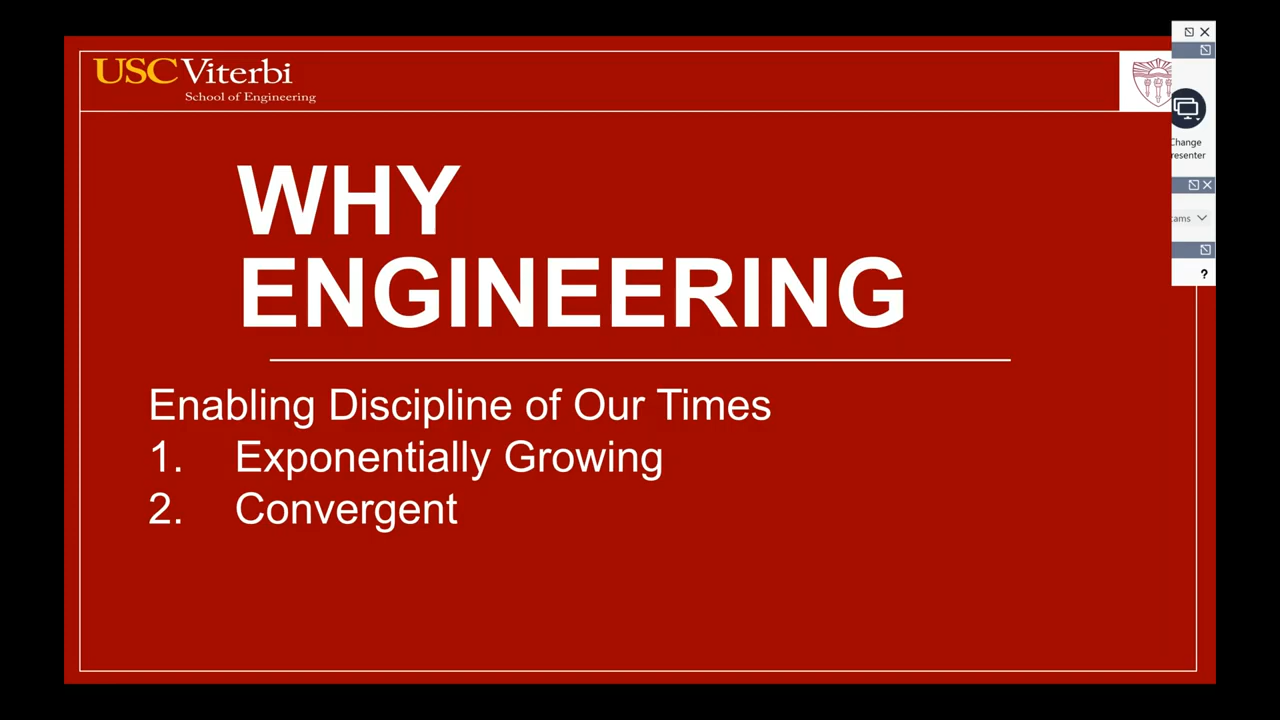 USC Viterbi
School of Engineering
WHY
ENGINEERING
Enabling Discipline of Our Times
1. Exponentially Growing
2. Convergent
Change
resenter
ams
?